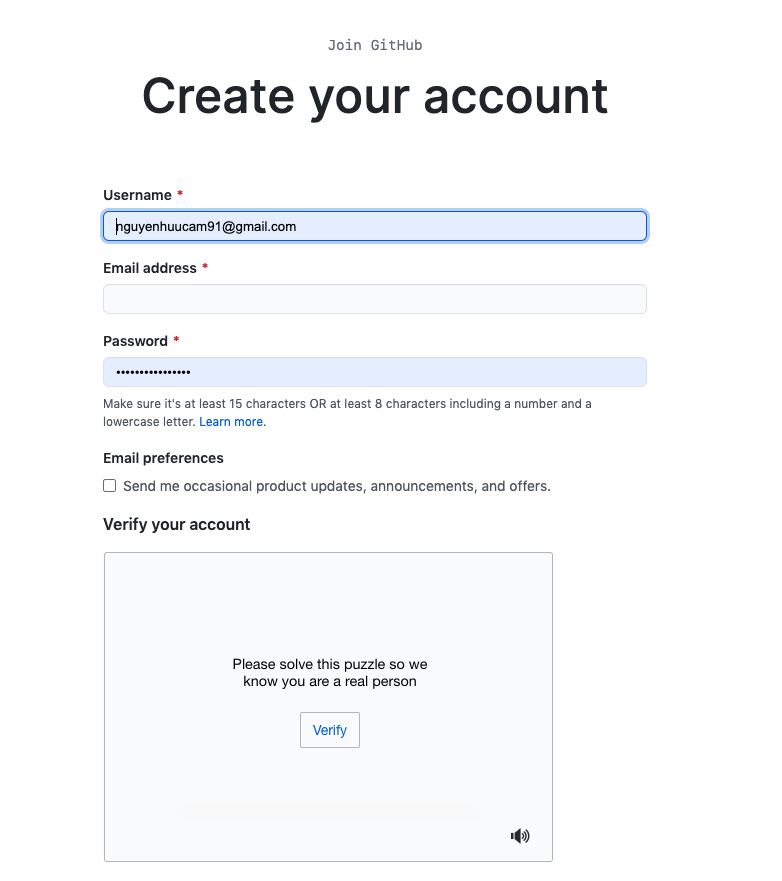 Join GitHub
Create your account
Username *
nguyenhuucam91@gmail.com
Email address *
Password *
••••••••••••••••
Make sure it's at least 15 characters OR at least 8 characters including a number and a
lowercase letter. Learn more.
Email preferences
Send me occasional product updates, announcements, and offers.
Verify your account
Please solve this puzzle so we
know you are a real person
Verify